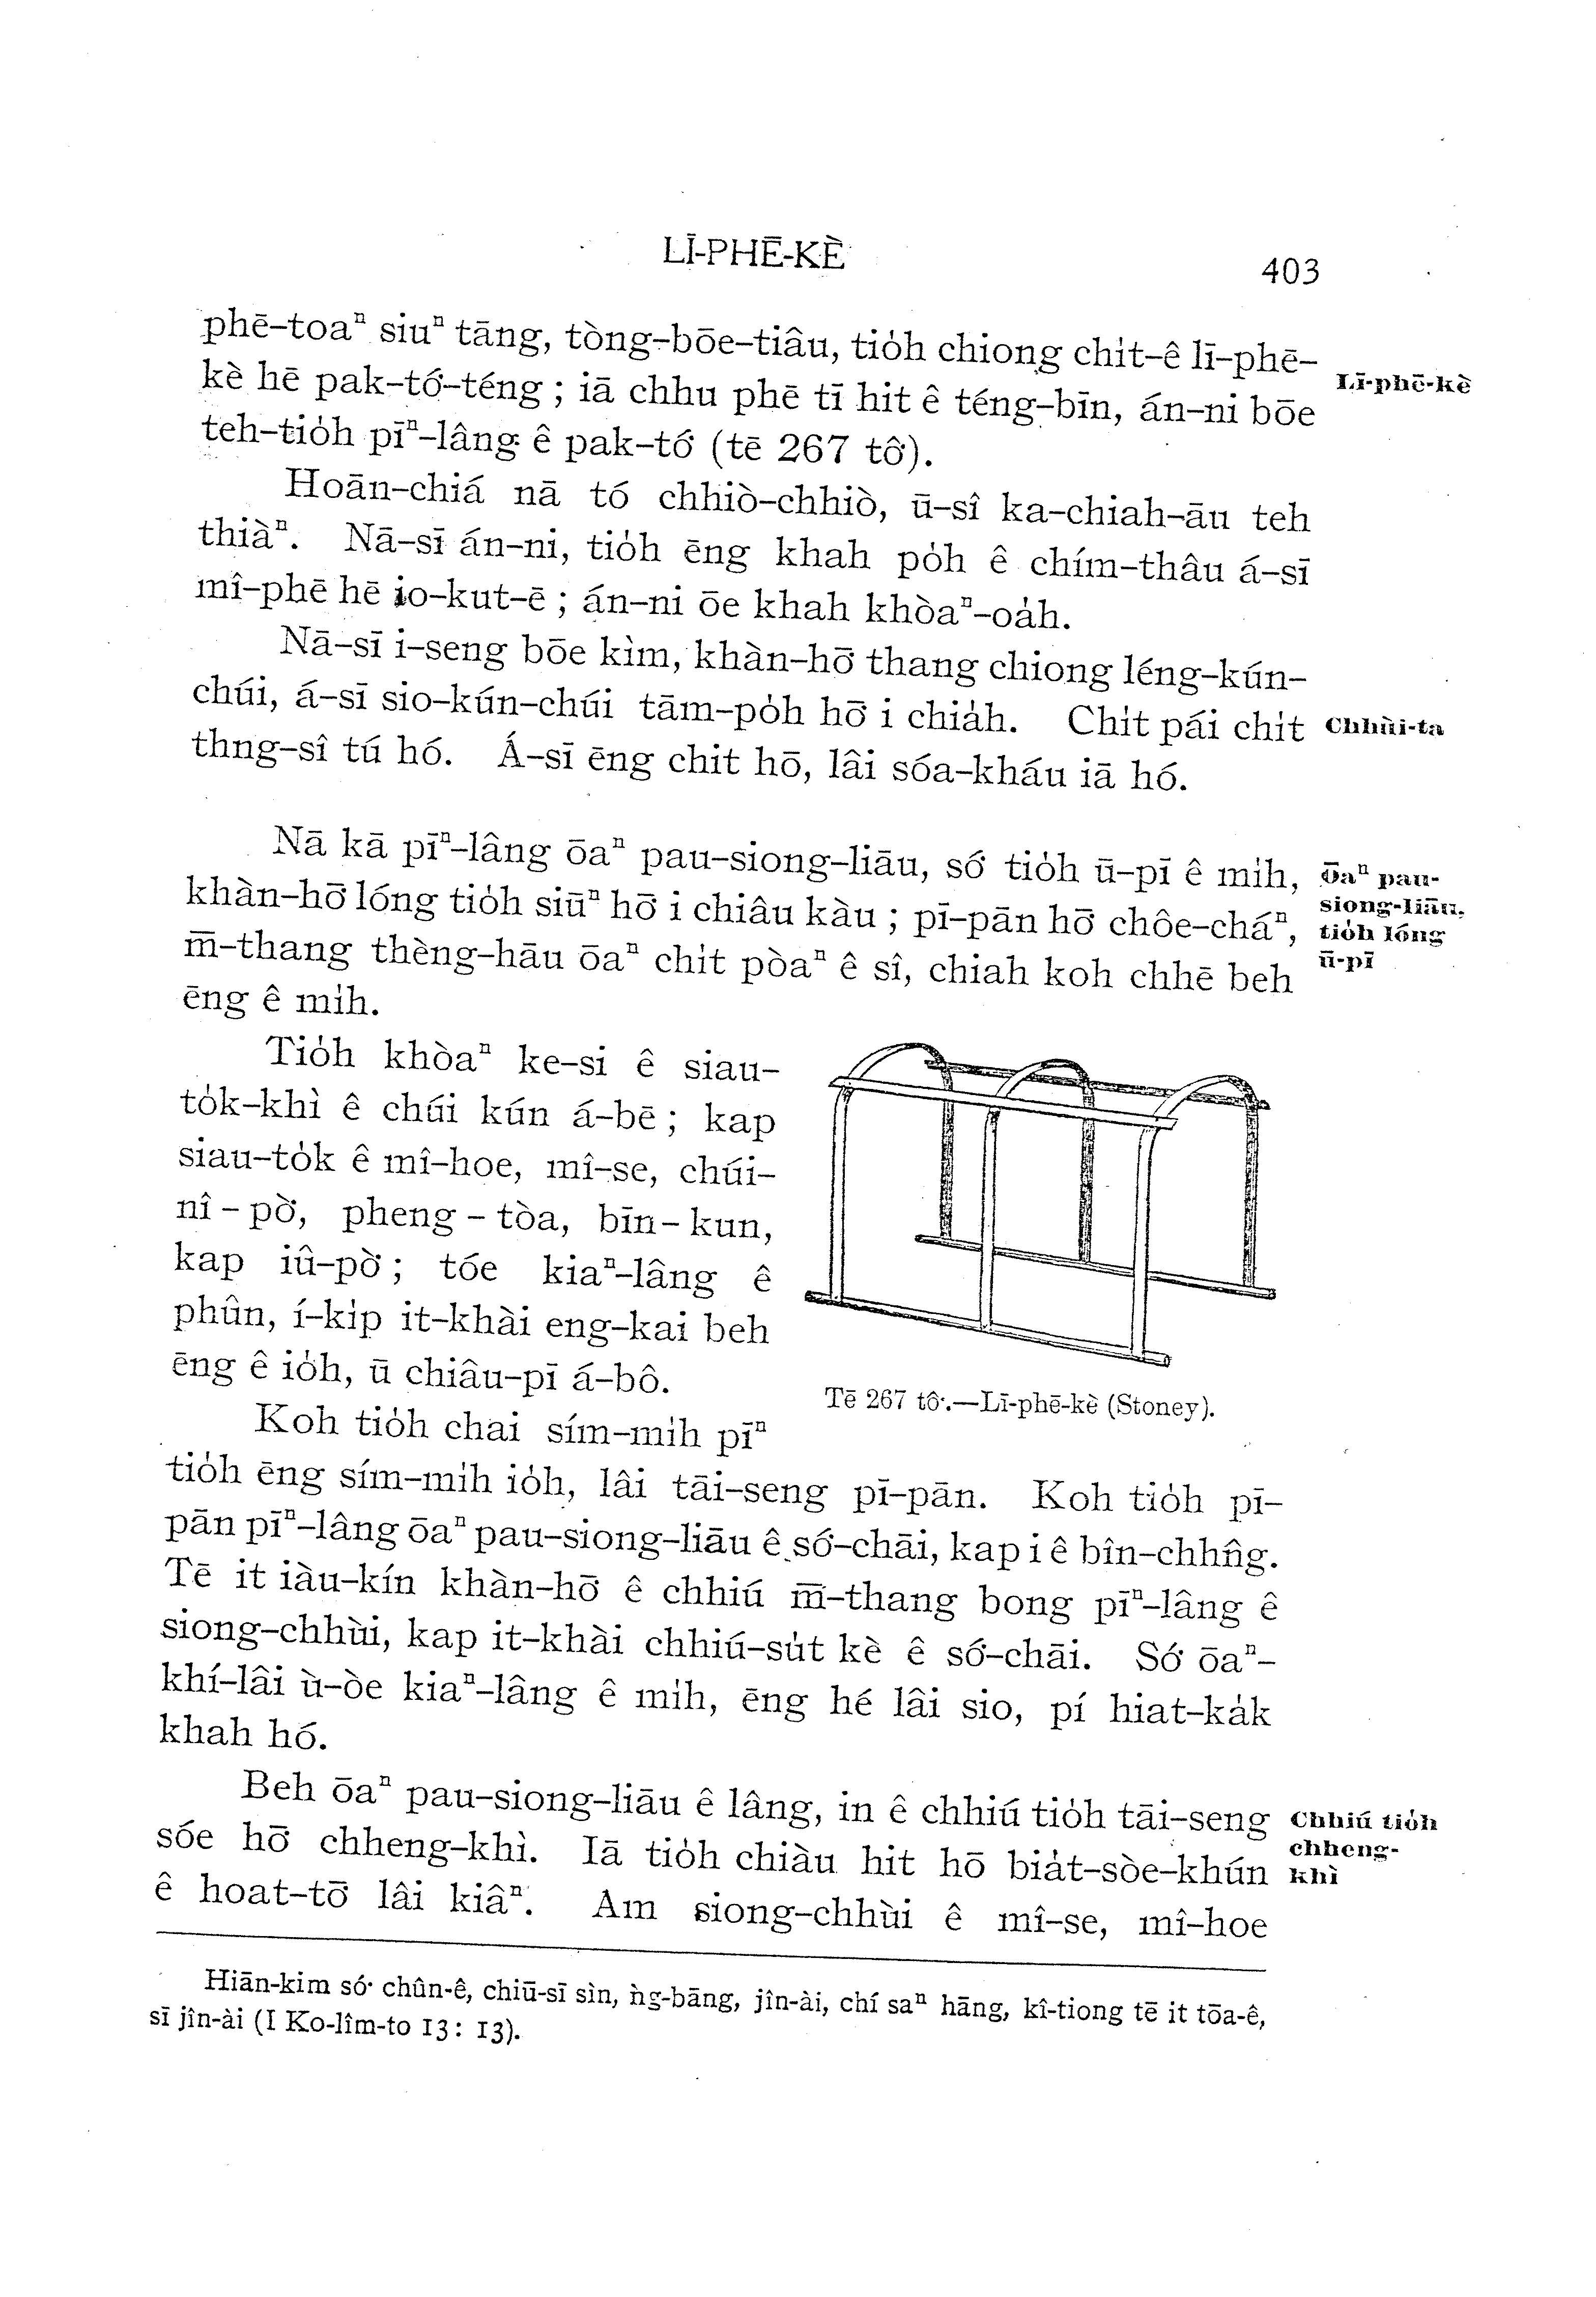 LĪ-PHĒ-KÈ
403
phē-toaⁿ siuⁿ tāng, tòng-bōe-tiâu, tio̍h chiong chi̍t-ê lī-phē-
kè hē pak-tó͘-téng ; iā chhu phē tī hit ê téng-bīn, án-ni bōe
teh-tio̍h pīⁿ-lâng ê pak-tó͘ (tē 267 tô͘).
Lī-phē-kè
Hoān-chiá nā tó chhiò-chhiò, ū-sî ka-chiah-āu teh
thiàⁿ. Nā-sī án-ni, tio̍h ēng khah po̍h ê chím-thâu á-sī
mî-phē hē io-kut-ē ; án-ni ōe khah khòaⁿ-oa̍h.
Nā-sī i-seng bōe kìm, khàn-hō͘ thang chiong léng-kún-
chúi, á-sī sio-kún-chúi tām-po̍h hō͘ i chia̍h. Chi̍t pái chi̍t
thng-sî tú hó. Á-sī ēng chit hō, lâi sóa-kháu iā hó.
Chhùi-ta
Nā kā pīⁿ-lâng ōaⁿ pau-siong-liāu, só͘ tio̍h ū-pī ê mi̍h,
khàn-hō͘ lóng tio̍h siūⁿ hō͘ i chiâu kàu ; pī-pān hō͘ chôe-cháⁿ,
m̄-thang thèng-hāu ōaⁿ chi̍t pòaⁿ ê sî, chiah koh chhē beh
ēng ê mi̍h.
Ōaⁿ pau-
siong-liāu,
tio̍h lóng
ū-pī
Tio̍h khòaⁿ ke-si ê siau-
to̍k-khì ê chúi kún á-bē ; kap
siau-to̍k ê mî-hoe, mî-se, chúi-
nî-pò͘, pheng-tòa, bīn-kun,
kap iû-pò͘ ; tóe kiaⁿ-lâng ê
phûn, í-ki̍p it-khài eng-kai beh
ēng ê io̍h, ū chiâu-pī á-bô.
Tē 267 tô͘.—Lī-phē-kè (Stoney).
Koh tio̍h chai sím-mi̍h pīⁿ
tio̍h ēng sím-mi̍h io̍h, lâi tāi-seng pī-pān. Koh tio̍h pī-
pān pīⁿ-lâng ōaⁿ pau-siong-liāu ê só͘-chāi, kap i ê bîn-chhn̂g.
Tē it iàu-kín khàn-hō͘ ê chhiú m̄-thang bong pīⁿ-lâng ê
siong-chhùi, kap it-khài chhiú-su̍t kè ê só͘-chāi. Só͘ ōaⁿ-
khí-lâi ù-òe kiaⁿ-lâng ê mi̍h, ēng hé lâi sio, pí hiat-ka̍k
khah hó.
Beh ōaⁿ pau-siong-liāu ê lâng, in ê chhiú tio̍h tāi-seng
sóe hō͘ chheng-khì. Iā tio̍h chiàu hit hō bia̍t-sòe-khún
ê hoat-tō͘ lâi kiâⁿ. Am siong-chhùi ê mî-se, mî-hoe
Chhiú tio̍h
chheng-
khì
Hiān-kim só͘ chûn-ê, chiū-sī sìn, ǹg-bāng, jîn-ài, chí saⁿ hāng, kî-tiong tē it tōa-ê,
sī jîn-ài (I Ko-lîm-to 13 : 13).